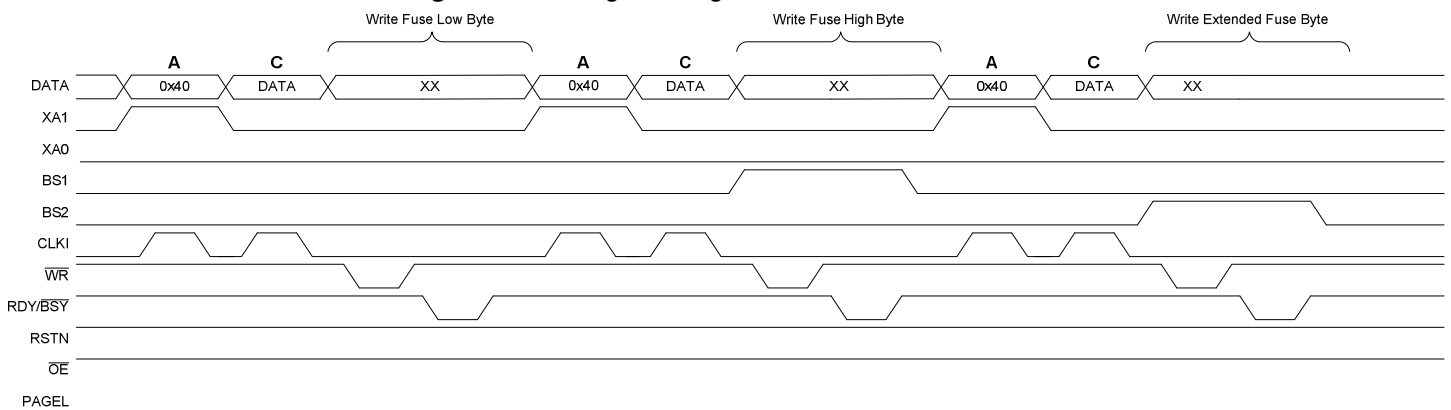 Write Fuse Low Byte Write Fuse High Byte Write Extended Fuse Byte
A C A C A C
DATA 0x40 DATA XX 0x40 DATA XX 0x40 DATA XX
XA1
XA0
BS1
BS2
CLKI
WR
RDY/BSY
RSTN
OE
PAGEL